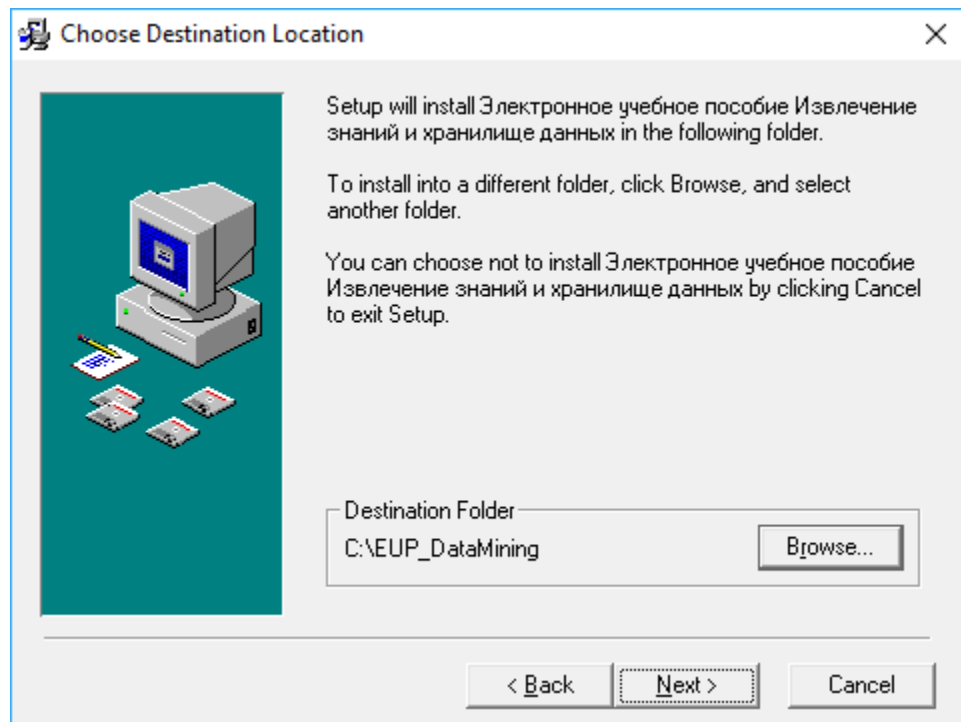 Choose Destination Location
Setup will install Электронное учебное пособие Извлечение
знаний и хранилище данных in the following folder.
To install into a different folder, click Browse, and select
another folder.
You can choose not to install Электронное учебное пособие
Извлечение знаний и хранилище данных by clicking Cancel
to exit Setup.
Destination Folder
C:\EUP_DataMining
Browse...
< Back
Next >
Cancel